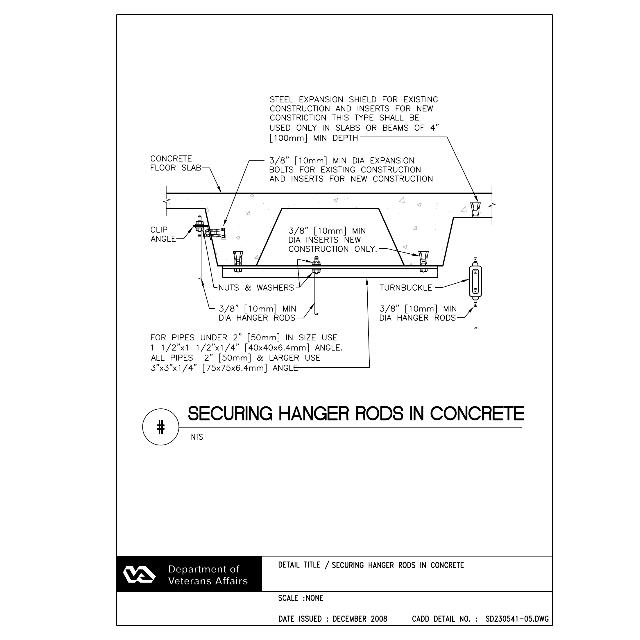 STEEL EXPANSION SHIELD FOR EXISTING
CONSTRUCTION AND INSERTS FOR NEW
CONSTRICTION THIS TYPE SHALL BE
USED ONLY IN SLABS OR BEAMS OF 4"
[100mm] MIN DEPTH
CONCRETE
FLOOR SLAB
3/8" [10mm] MIN DIA EXPANSION
BOLTS FOR EXISTING CONSTRUCTION
AND INSERTS FOR NEW CONSTRUCTION
CLIP
ANGLE
3/8" [10mm] MIN
DIA INSERTS NEW
CONSTRUCTION ONLY.
NUTS & WASHERS
TURNBUCKLE
3/8" [10mm] MIN
DIA HANGER RODS
3/8" [10mm] MIN
DIA HANGER RODS
FOR PIPES UNDER 2" [50mm] IN SIZE USE
1 1/2"x1 1/2"x1/4" [40x40x6.4mm] ANGLE.
ALL PIPES 2" [50mm] & LARGER USE
3"x3"x1/4" [75x75x6.4mm] ANGLE
#
SECURING HANGER RODS IN CONCRETE
NTS
VA
Department of
Veterans Affairs
DETAIL TITLE / SECURING HANGER RODS IN CONCRETE
SCALE :NONE
DATE ISSUED : DECEMBER 2008
CADD DETAIL NO. : SD230541-05.DWG